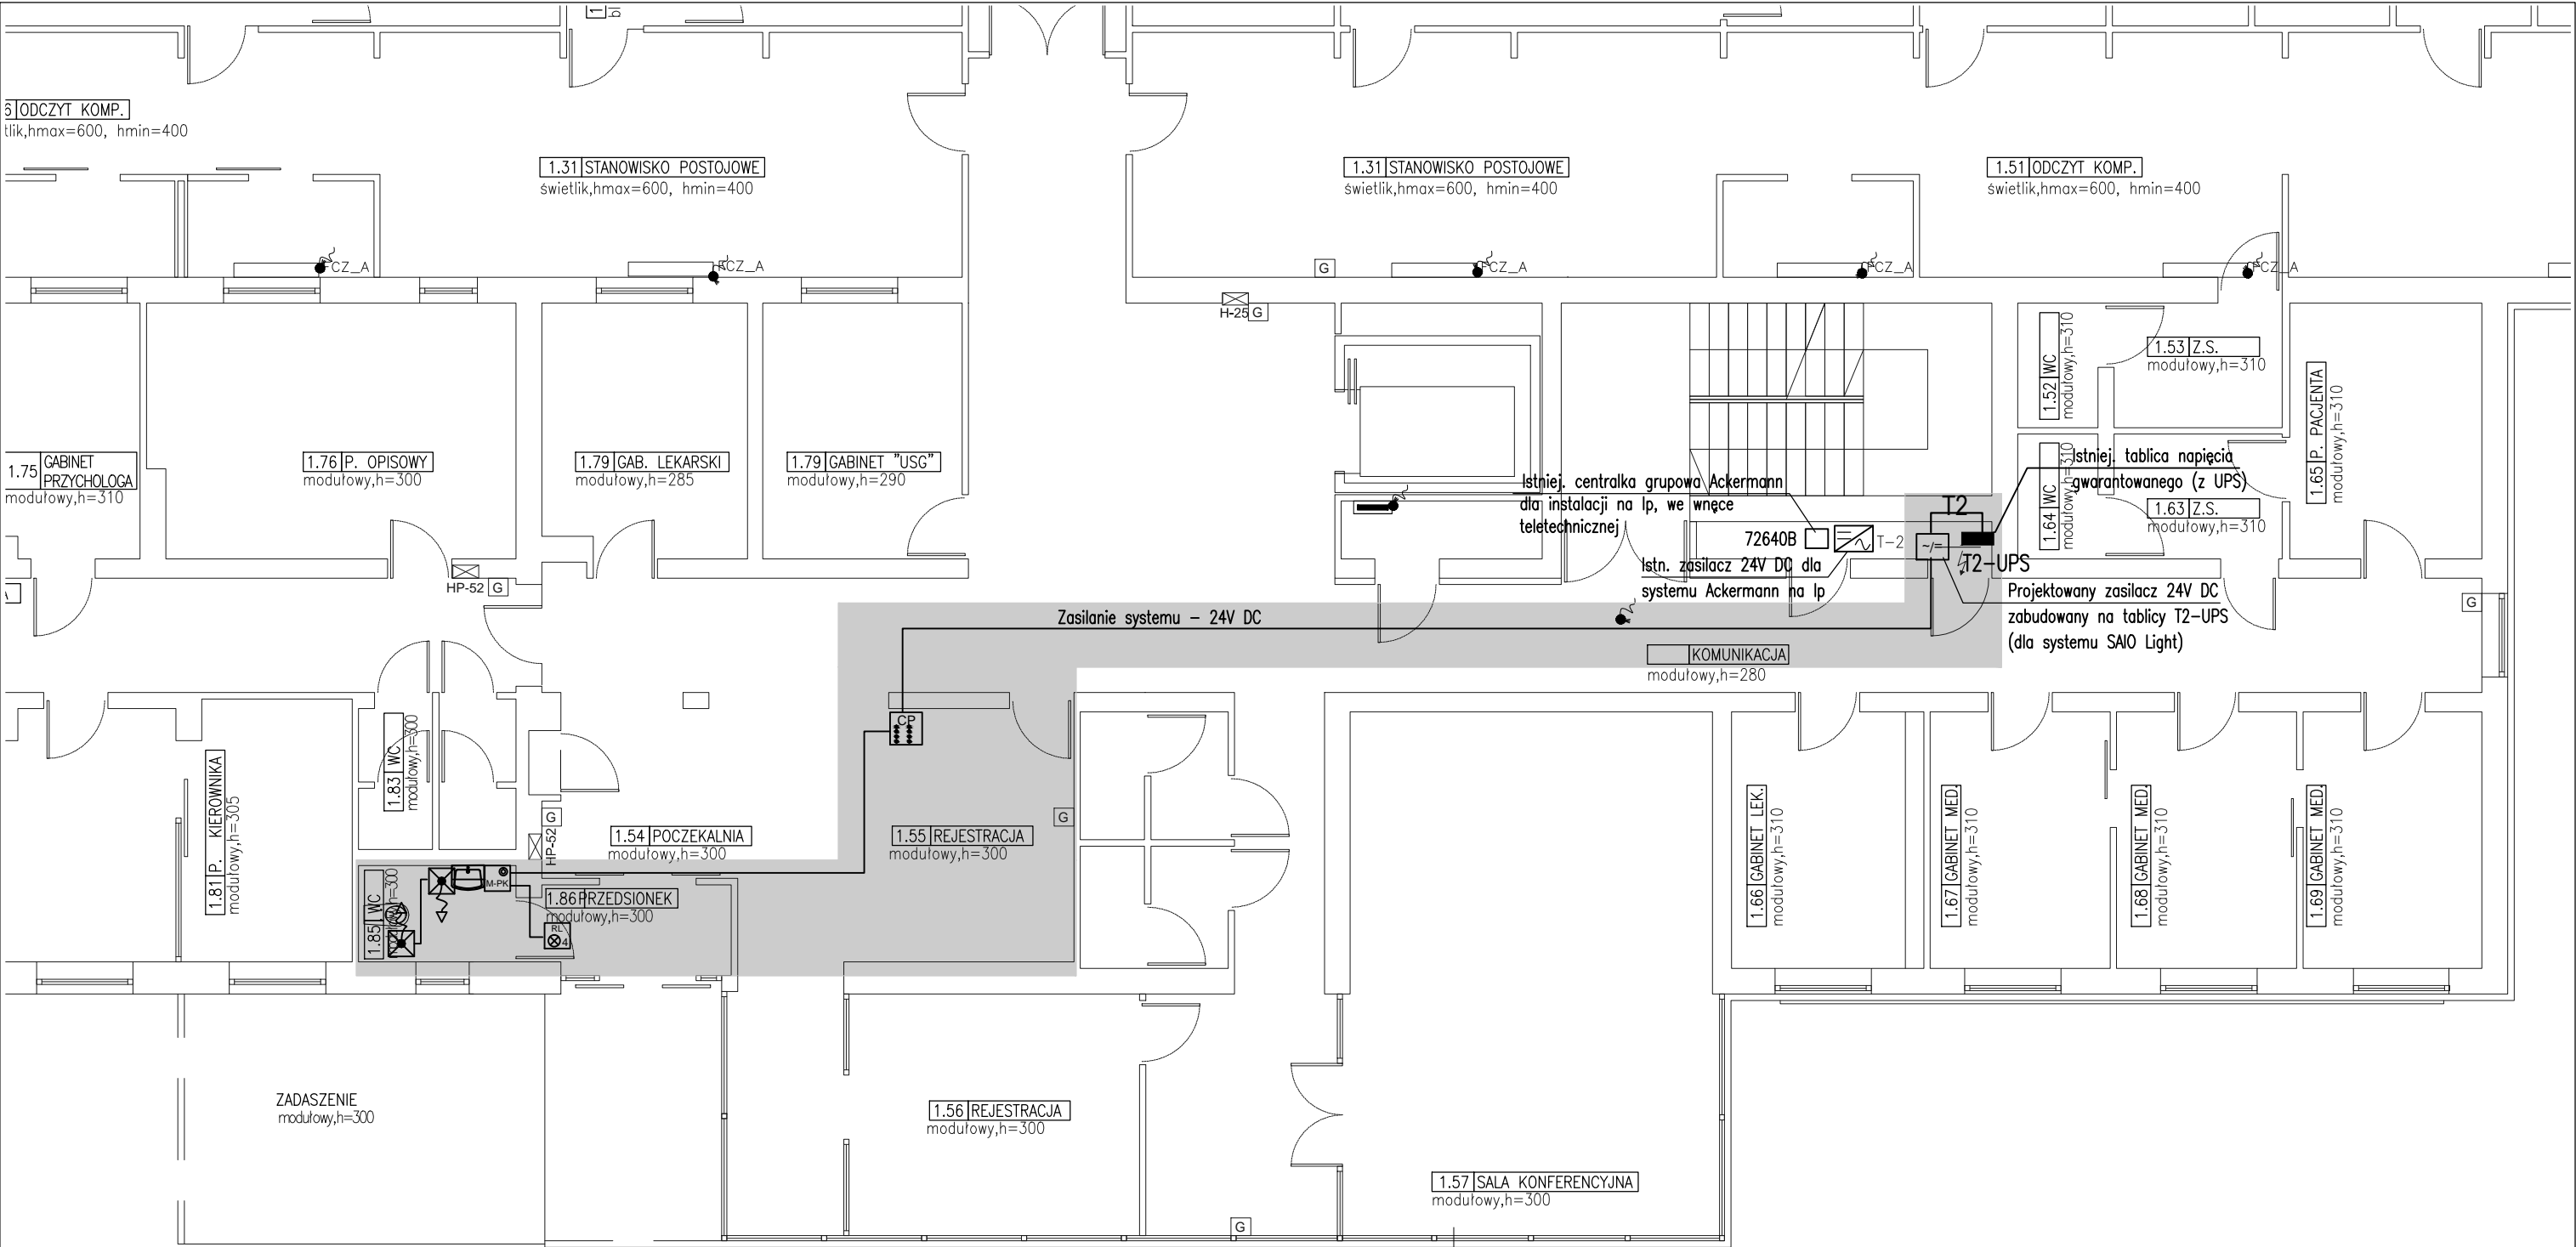 6 ODCZYT KOMP.
tlik,hmax=600, hmin=400
1.31 STANOWISKO POSTOJOWE
świetlik,hmax=600, hmin=400
1.31 STANOWISKO POSTOJOWE
świetlik,hmax=600, hmin=400
1.51 ODCZYT KOMP.
świetlik,hmax=600, hmin=400
CZ_A
CZ_A
CZ_A
CZ_A
CZ_A
G
H-25 G
1.52 WC
modułowy,h=310
1.53 Z.S.
modułowy,h=310
1.65 P. PACJENTA
modułowy,h=310
1.75 GABINET
PRZYCHOLOGA
modułowy,h=310
1.76 P. OPISOWY
modułowy,h=300
1.79 GAB. LEKARSKI
modułowy,h=285
1.79 GABINET "USG"
modułowy,h=290
Istniej. centralka grupowa Ackermann
dla instalacji na Ip, we wnęce
teletechnicznej
Istniej. tablica napięcia
gwarantowanego (z UPS)
1.64 WC
modułowy,h=310
1.63 Z.S.
modułowy,h=310
T2
72640B
T-2
~/=
T2-UPS
Istn. zasilacz 24V DC dla
systemu Ackermann na Ip
Projektowany zasilacz 24V DC
zabudowany na tablicy T2-UPS
(dla systemu SAIO Light)
HP-52 G
G
Zasilanie systemu - 24V DC
KOMUNIKACJA
modułowy,h=280
CP
1.81 P. KIEROWNIKA
modułowy,h=305
1.83 WC
modułowy,h=300
G
HP-52
1.54 POCZEKALNIA
modułowy,h=300
1.55 REJESTRACJA
modułowy,h=300
G
1.66 GABINET LEK.
modułowy,h=310
1.67 GABINET MED.
modułowy,h=310
1.68 GABINET MED.
modułowy,h=310
1.69 GABINET MED.
modułowy,h=310
1.85 WC
M-PK
1.86 PRZEDSIONEK
modułowy,h=300
RL
4
ZADASZENIE
modułowy,h=300
1.56 REJESTRACJA
modułowy,h=300
1.57 SALA KONFERENCYJNA
modułowy,h=300
G